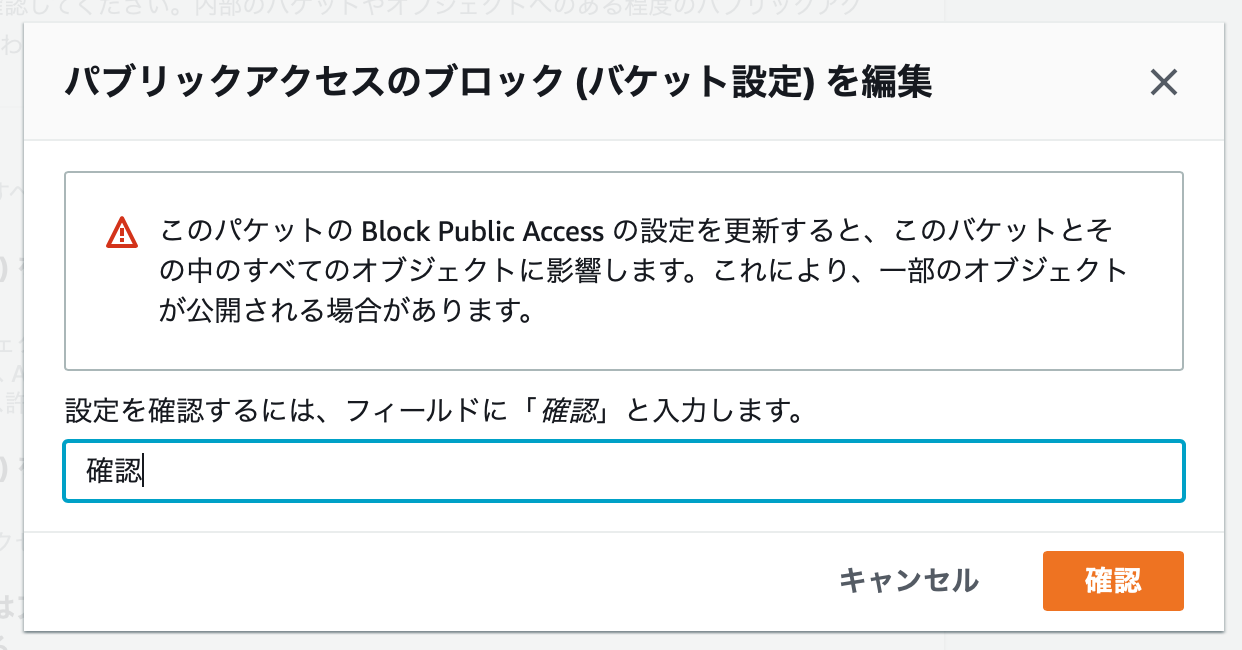 確認してください。内部のバケットやオブジェクトへのある程度のパブリックアク
パブリックアクセスのブロック (バケット設定) を編集
このバケットの Block Public Access の設定を更新すると、このバケットとそ
の中のすべてのオブジェクトに影響します。これにより、一部のオブジェクト
が公開される場合があります。
設定を確認するには、フィールドに「確認」と入力します。
確認
キャンセル
確認